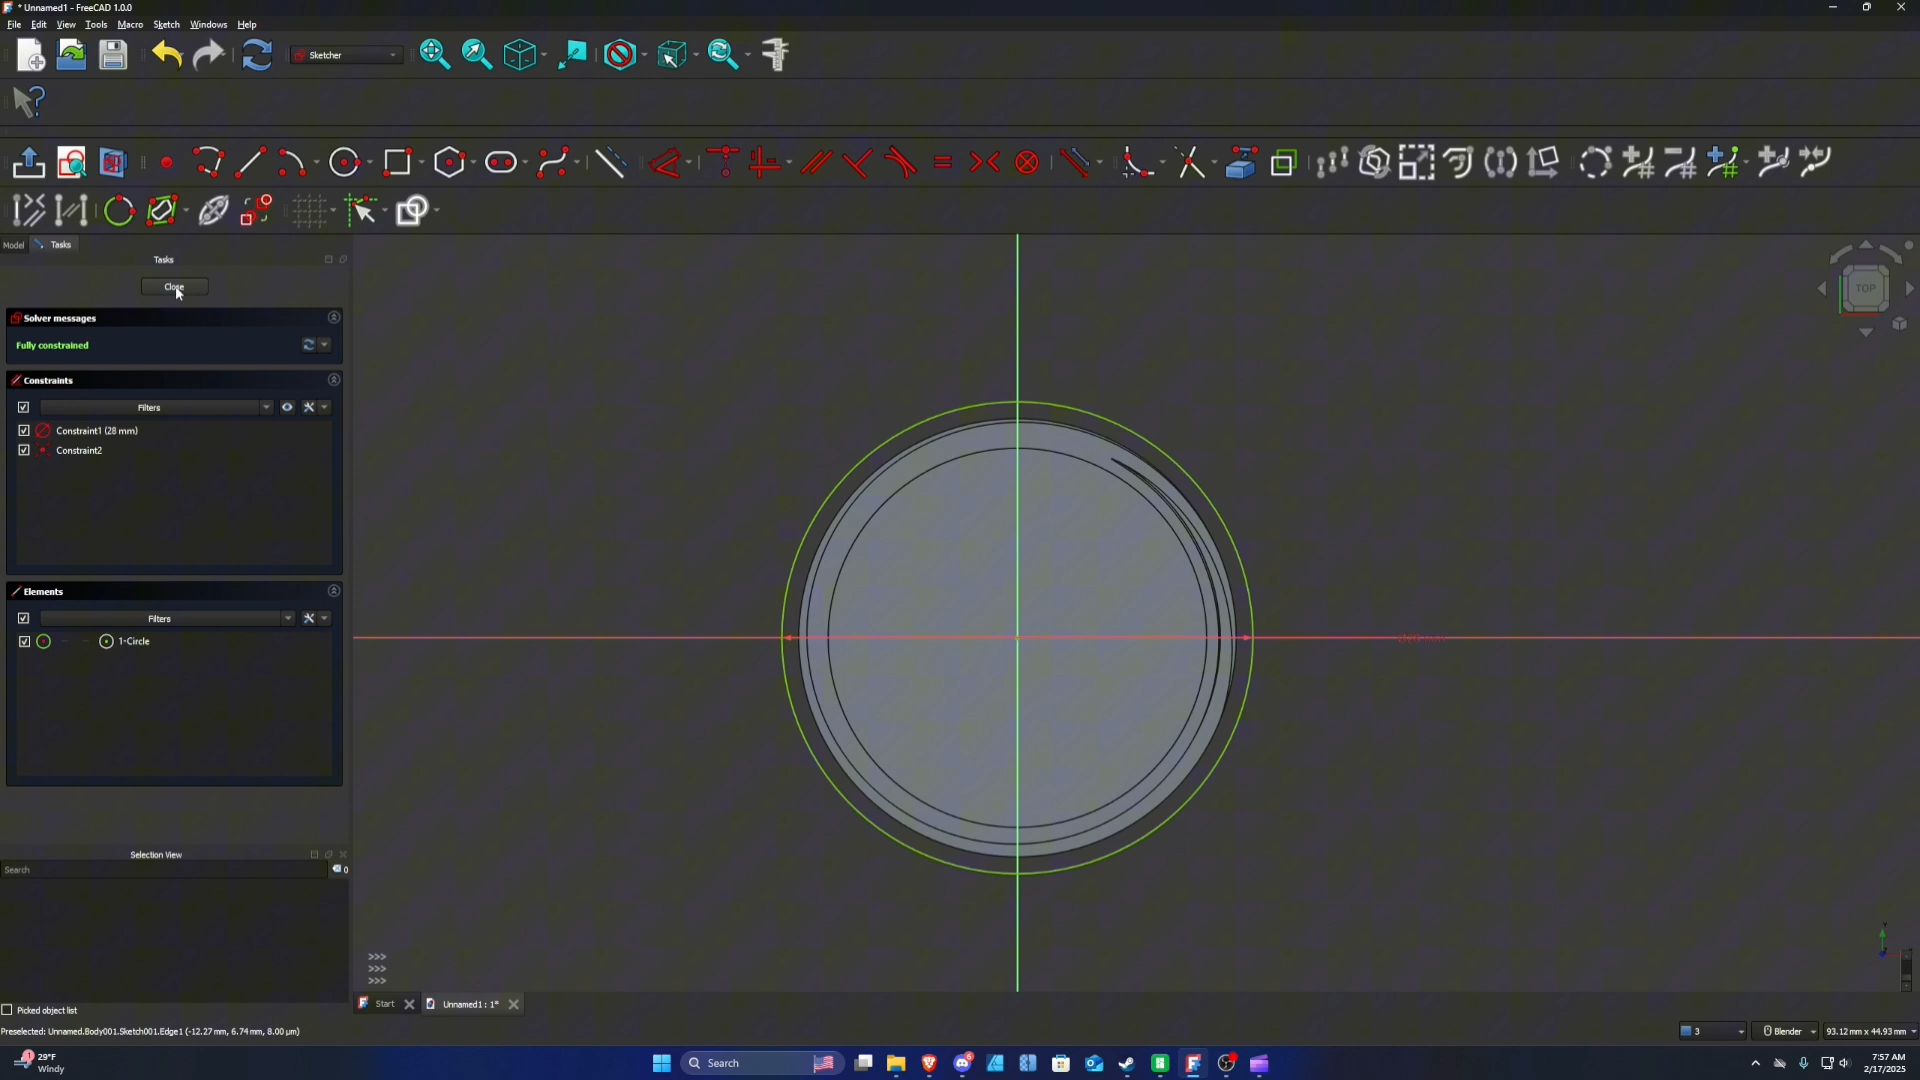 * Unnamed1 - FreeCAD 1.0.0
File Edit View Tools Macro Sketch Windows Help
Sketcher
Model Tasks
Tasks
Close
TOP
Solver messages
Fully constrained
Constraints
Filters
Constraint1 (28 mm)
Constraint2
Elements
Filters
1-Circle
Selection View
Search
0
>>>
>>>
>>>
Start Unnamed1 : 1*
Picked object list
Preselected: Unnamed.Body001.Sketch001.Edge1 (-12.27 mm, 6.74 mm, 8.00 µm)
3 Blender 93.12 mm x 44.93 mm
29°F
Windy
Search
7:57 AM
2/17/2025